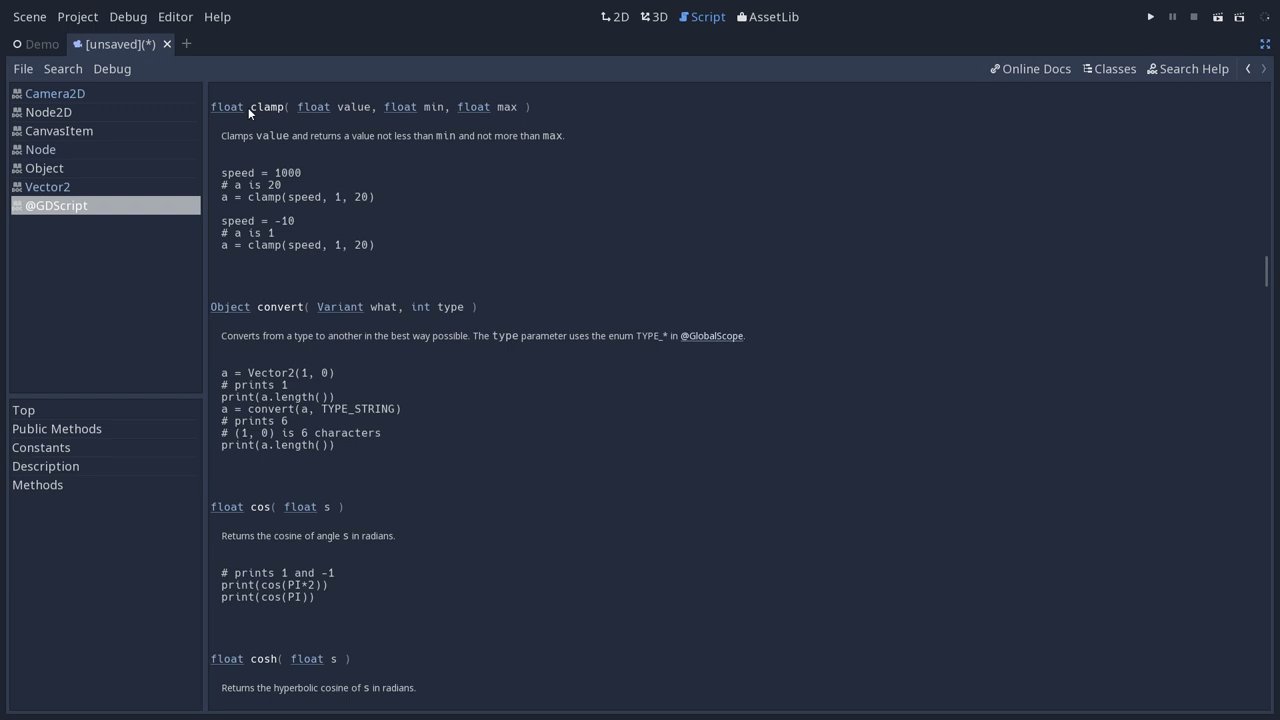 Scene Project Debug Editor Help 2D 3D Script AssetLib
Demo [unsaved](*)
File Search Debug Online Docs Classes Search Help
Camera2D
Node2D
CanvasItem
Node
Object
Vector2
@GDScript
Top
Public Methods
Constants
Description
Methods
float clamp( float value, float min, float max )
Clamps value and returns a value not less than min and not more than max.
speed = 1000
# a is 20
a = clamp(speed, 1, 20)
speed = -10
# a is 1
a = clamp(speed, 1, 20)
Object convert( Variant what, int type )
Converts from a type to another in the best way possible. The type parameter uses the enum TYPE_* in @GlobalScope.
a = Vector2(1, 0)
# prints 1
print(a.length())
a = convert(a, TYPE_STRING)
# prints 6
# (1, 0) is 6 characters
print(a.length())
float cos( float s )
Returns the cosine of angle s in radians.
# prints 1 and -1
print(cos(PI*2))
print(cos(PI))
float cosh( float s )
Returns the hyperbolic cosine of s in radians.